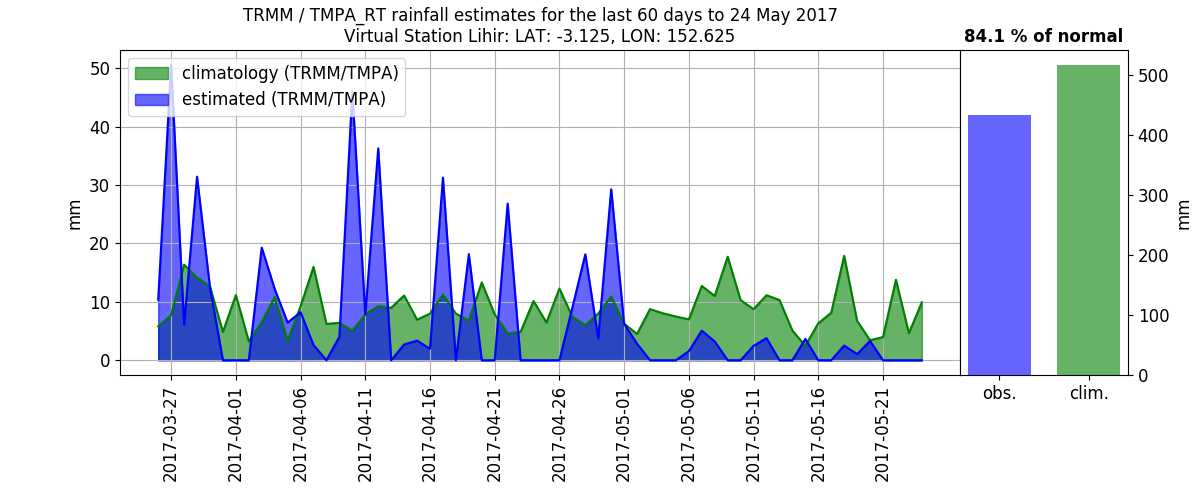 TRMM / TMPA_RT rainfall estimates for the last 60 days to 24 May 2017
Virtual Station Lihir: LAT: -3.125, LON: 152.625
84.1 % of normal
climatology (TRMM/TMPA)
estimated (TRMM/TMPA)
50
40
30
20
10
0
mm
2017-03-27
2017-04-01
2017-04-06
2017-04-11
2017-04-16
2017-04-21
2017-04-26
2017-05-01
2017-05-06
2017-05-11
2017-05-16
2017-05-21
500
400
300
200
100
0
mm
obs.
clim.